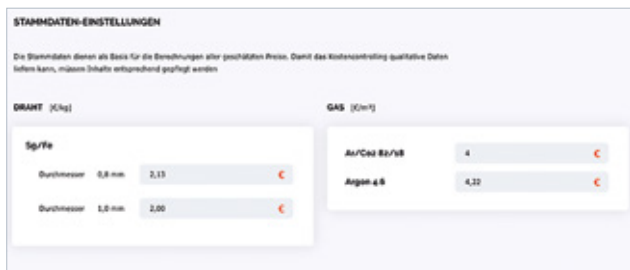 STAMMDATEN-EINSTELLUNGEN
Die Stammdaten dienen als Basis für die Berechnungen aller geschätzten Preise. Damit das Kostencontrolling qualitative Daten
liefern kann, müssen Inhalte entsprechend gepflegt werden
DRAHT [€/kg]
GAS [€/m³]
Sg/Fe
Durchmesser 0,8 mm 2,13 €
Durchmesser 1,0 mm 2,00 €
Ar/Co2 82/18 4 €
Argon 4.6 4,22 €